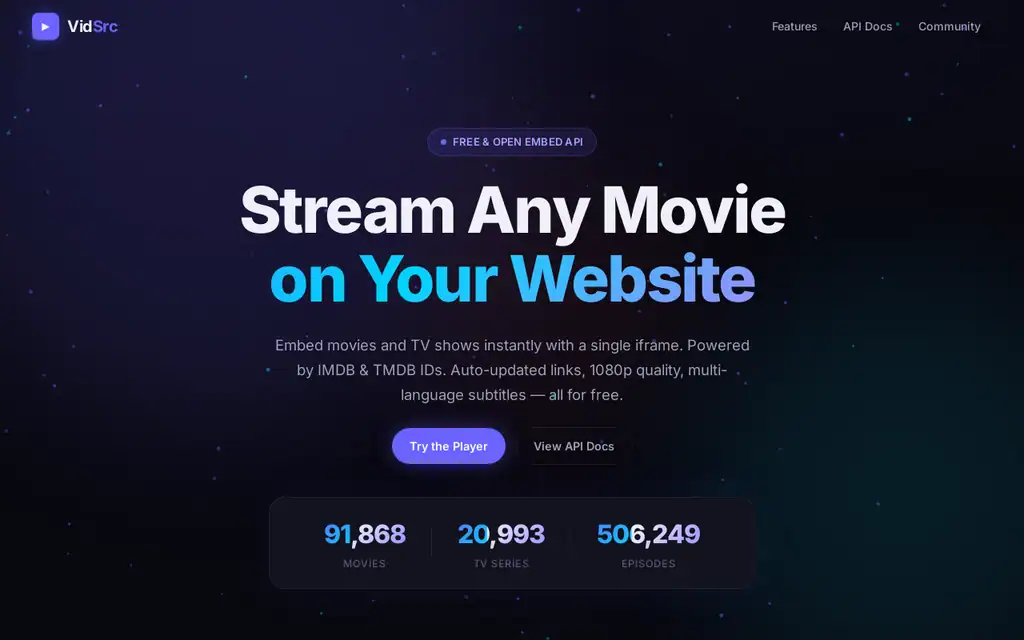 VidSrc
Features
API Docs
Community
FREE & OPEN EMBED API
Stream Any Movie
on Your Website
Embed movies and TV shows instantly with a single iframe. Powered
by IMDB & TMDB IDs. Auto-updated links, 1080p quality, multi-
language subtitles — all for free.
Try the Player
View API Docs
91,868
20,993
506,249
MOVIES
TV SERIES
EPISODES